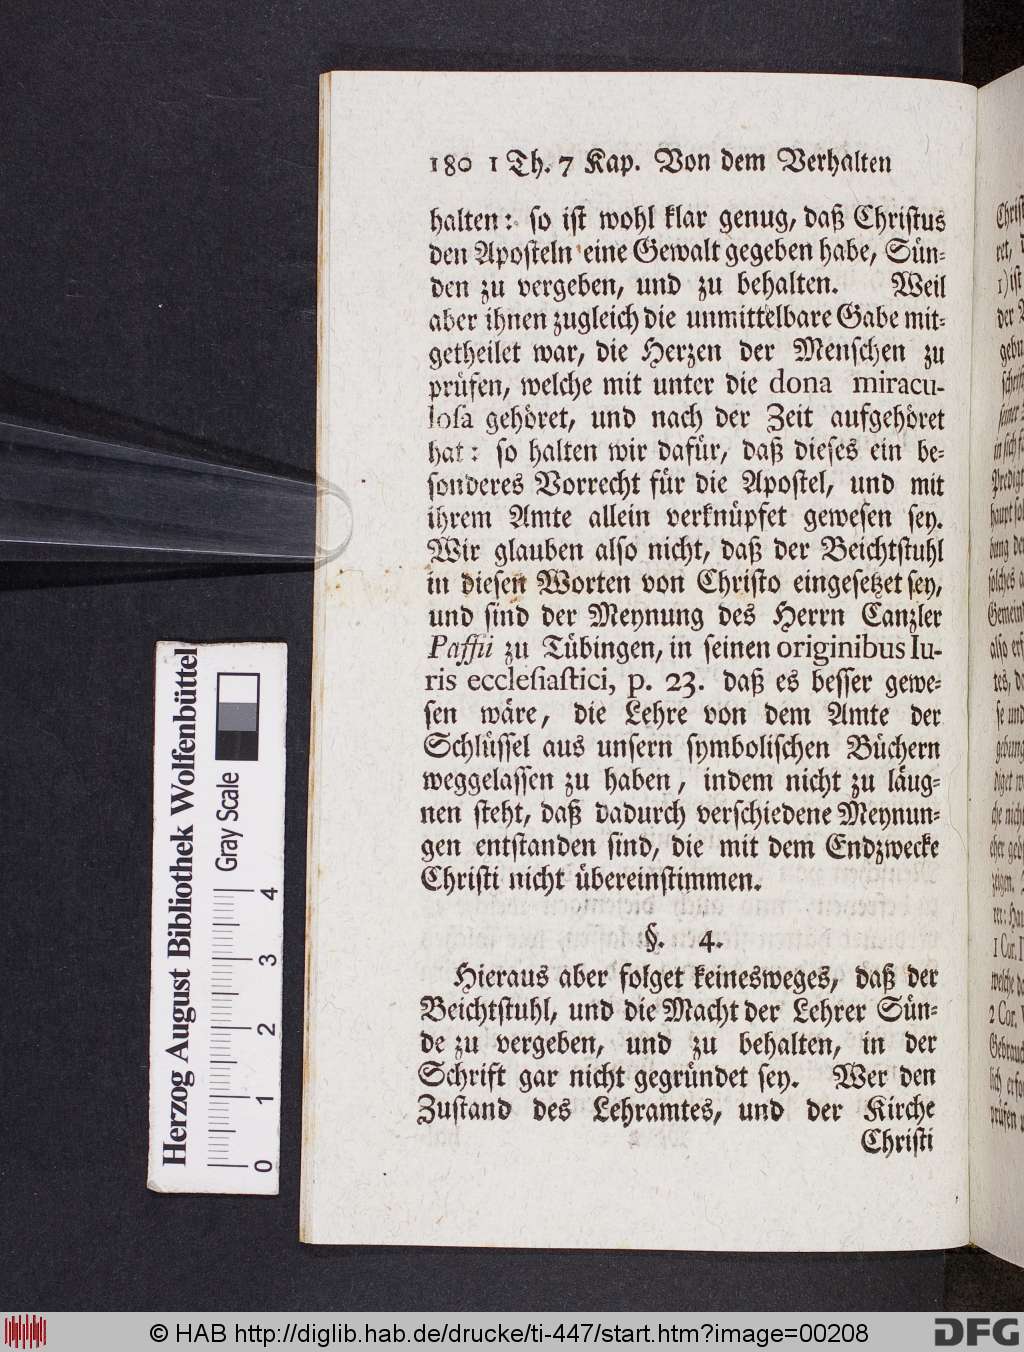 180 1 Th. 7 Kap. Von dem Verhalten
halten: so ist wohl klar genug, daß Christus
den Aposteln eine Gewalt gegeben habe, Sün-
den zu vergeben, und zu behalten. Weil
aber ihnen zugleich die unmittelbare Gabe mit-
getheilet war, die Herzen der Menschen zu
prüfen, welche mit unter die dona miracu-
losa gehöret, und nach der Zeit aufgehöret
hat: so halten wir dafür, daß dieses ein be-
sonderes Vorrecht für die Apostel, und mit
ihrem Amte allein verknüpfet gewesen sey.
Wir glauben also nicht, daß der Beichtstuhl
in diesen Worten von Christo eingesetzet sey,
und sind der Meynung des Herrn Canzler
Paffii zu Tübingen, in seinen originibus Iu-
ris ecclesiastici, p. 23. daß es besser gewe-
sen wäre, die Lehre von dem Amte der
Schlüssel aus unsern symbolischen Büchern
weggelassen zu haben, indem nicht zu läug-
nen steht, daß dadurch verschiedene Meynun-
gen entstanden sind, die mit dem Endzwecke
Christi nicht übereinstimmen.
§. 4.
Hieraus aber folget keinesweges, daß der
Beichtstuhl, und die Macht der Lehrer Sün-
de zu vergeben, und zu behalten, in der
Schrift gar nicht gegründet sey. Wer den
Zustand des Lehramtes, und der Kirche
Christi
Herzog August Bibliothek Wolfenbüttel
Gray Scale
0 1 2 3 4
© HAB http://diglib.hab.de/drucke/ti-447/start.htm?image=00208
DFG